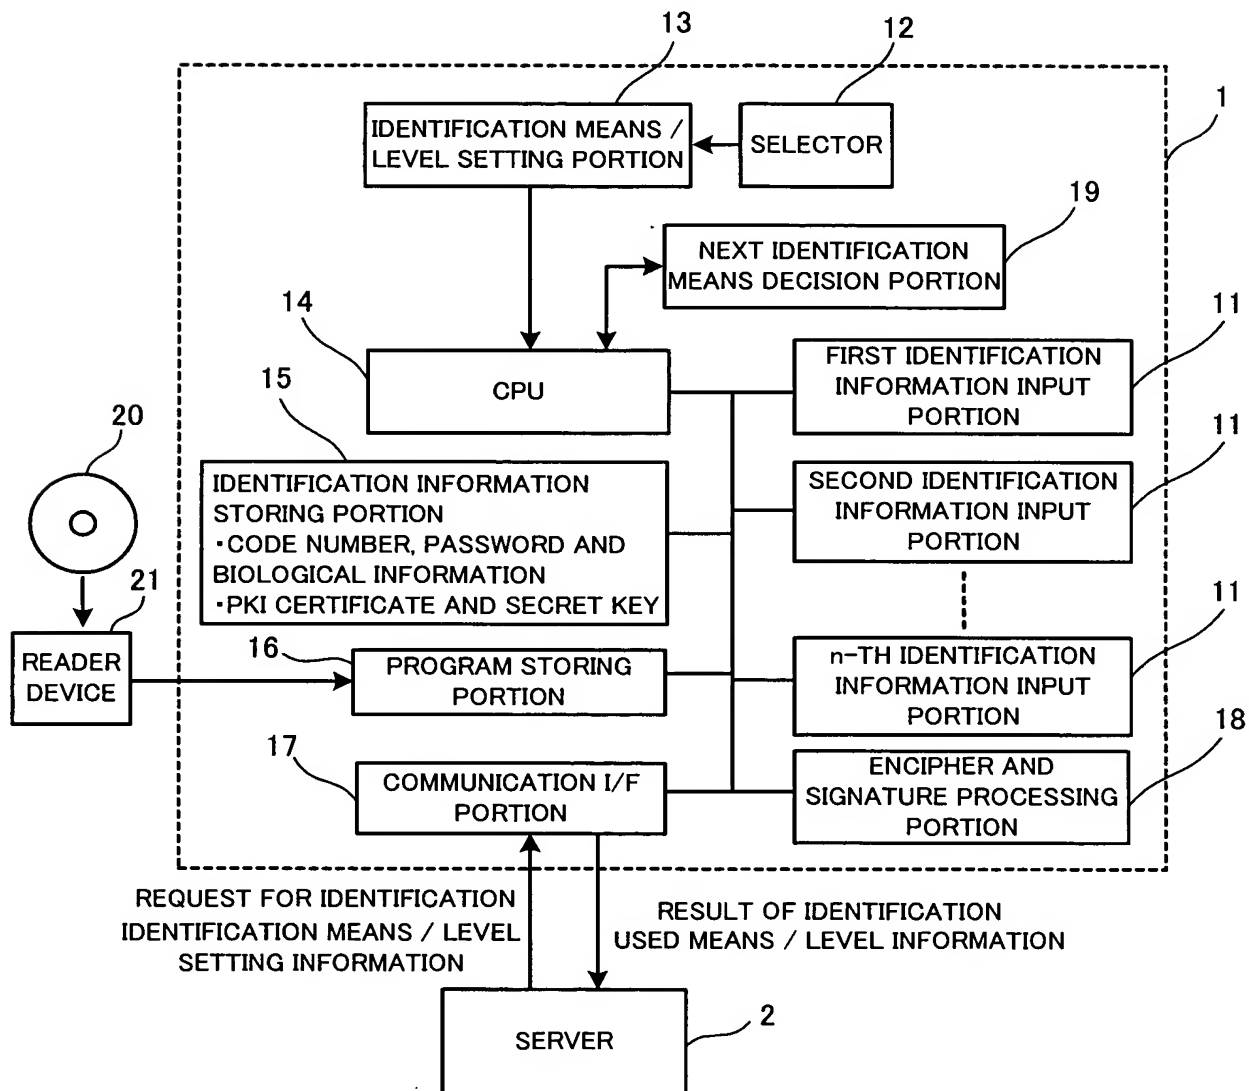 13
12
IDENTIFICATION MEANS /
LEVEL SETTING PORTION
SELECTOR
1
19
NEXT IDENTIFICATION
MEANS DECISION PORTION
14
CPU
11
FIRST IDENTIFICATION
INFORMATION INPUT
PORTION
15
20
IDENTIFICATION INFORMATION
STORING PORTION
・CODE NUMBER, PASSWORD AND
BIOLOGICAL INFORMATION
・PKI CERTIFICATE AND SECRET KEY
11
SECOND IDENTIFICATION
INFORMATION INPUT
PORTION
21
READER
DEVICE
16
PROGRAM STORING
PORTION
11
n-TH IDENTIFICATION
INFORMATION INPUT
PORTION
17
COMMUNICATION I/F
PORTION
18
ENCIPHER AND
SIGNATURE PROCESSING
PORTION
REQUEST FOR IDENTIFICATION
IDENTIFICATION MEANS / LEVEL
SETTING INFORMATION
RESULT OF IDENTIFICATION
USED MEANS / LEVEL INFORMATION
SERVER
2